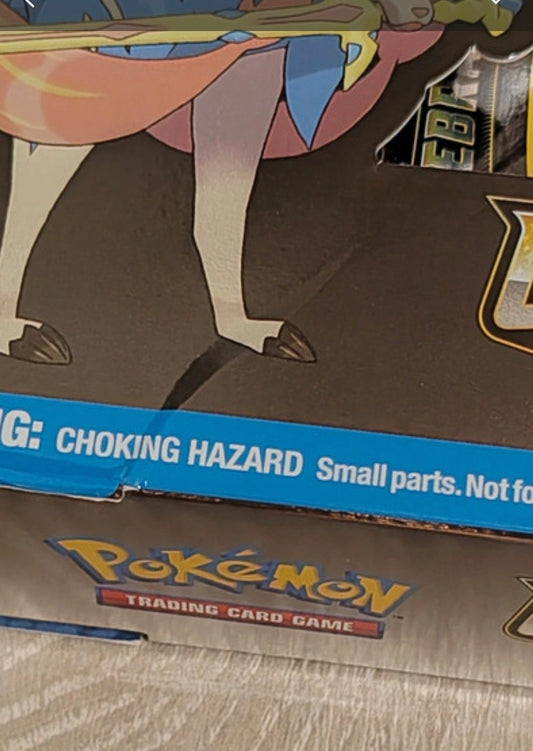 G: CHOKING HAZARD Small parts. Not fo
POKéMON
TRADING CARD GAME